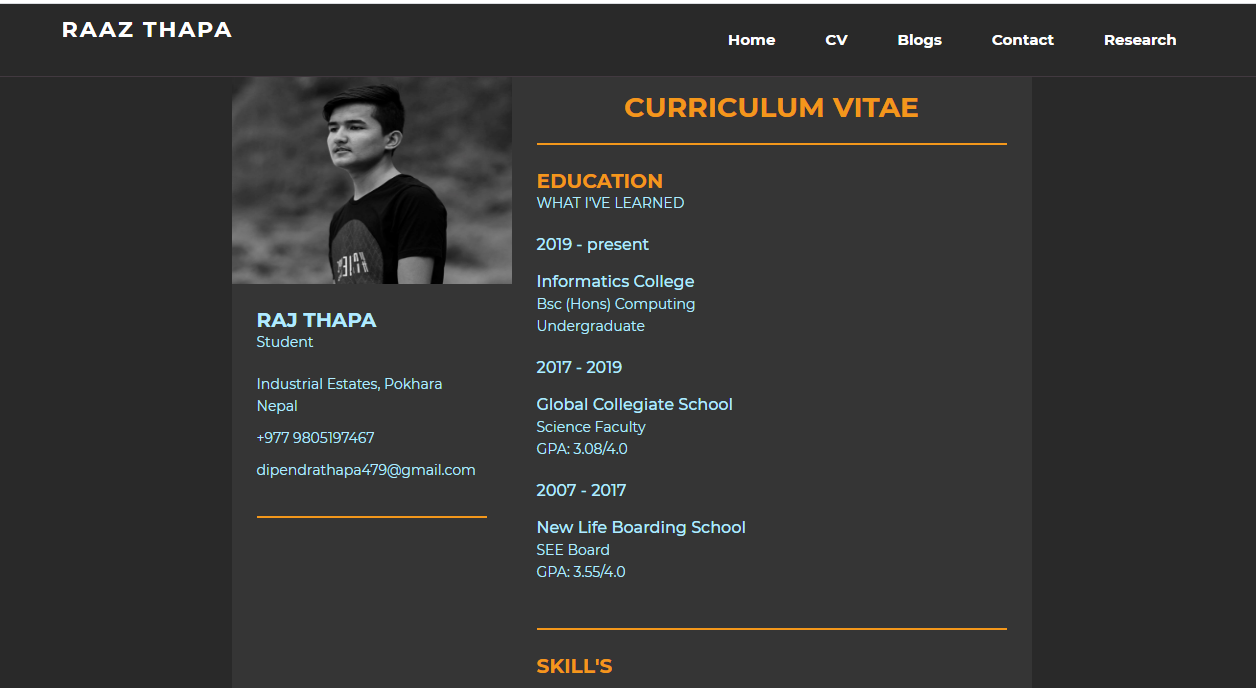 RAAZ THAPA
Home CV Blogs Contact Research
RAJ THAPA
Student
Industrial Estates, Pokhara
Nepal
+977 9805197467
dipendrathapa479@gmail.com
CURRICULUM VITAE
EDUCATION
WHAT I'VE LEARNED
2019 - present
Informatics College
Bsc (Hons) Computing
Undergraduate
2017 - 2019
Global Collegiate School
Science Faculty
GPA: 3.08/4.0
2007 - 2017
New Life Boarding School
SEE Board
GPA: 3.55/4.0
SKILL'S